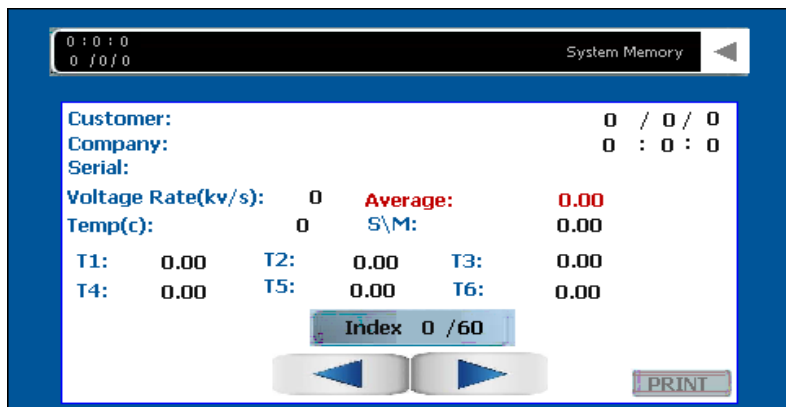 0 : 0 : 0
0 /0/ 0
System Memory
Customer: 0 / 0 / 0
Company: 0 : 0 : 0
Serial:
Voltage Rate(kv/s): 0 Average: 0.00
Temp(c): 0 S\M: 0.00
T1: 0.00 T2: 0.00 T3: 0.00
T4: 0.00 T5: 0.00 T6: 0.00
Index 0 /60
PRINT